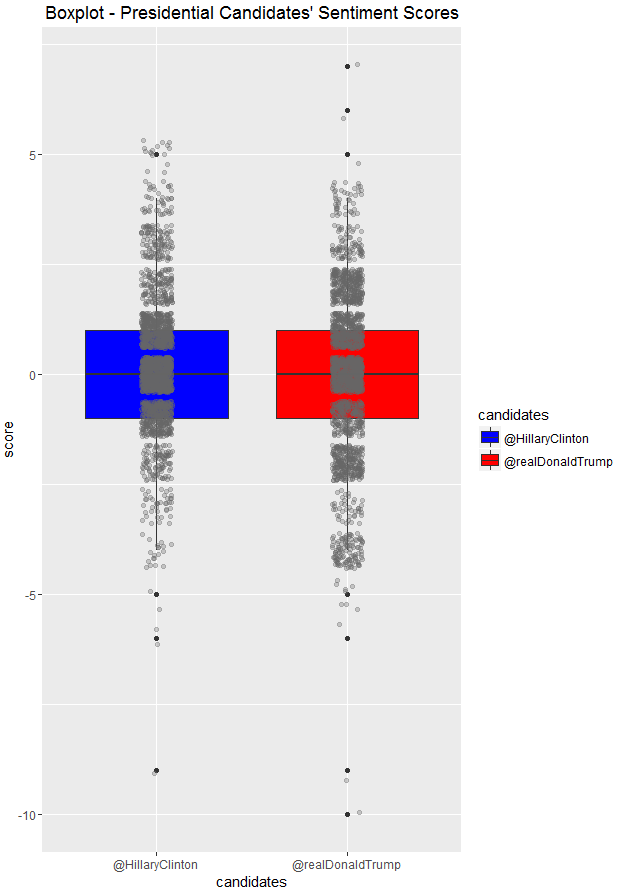 Boxplot - Presidential Candidates' Sentiment Scores
5
0
-5
-10
score
@HillaryClinton
@realDonaldTrump
candidates
candidates
@HillaryClinton
@realDonaldTrump